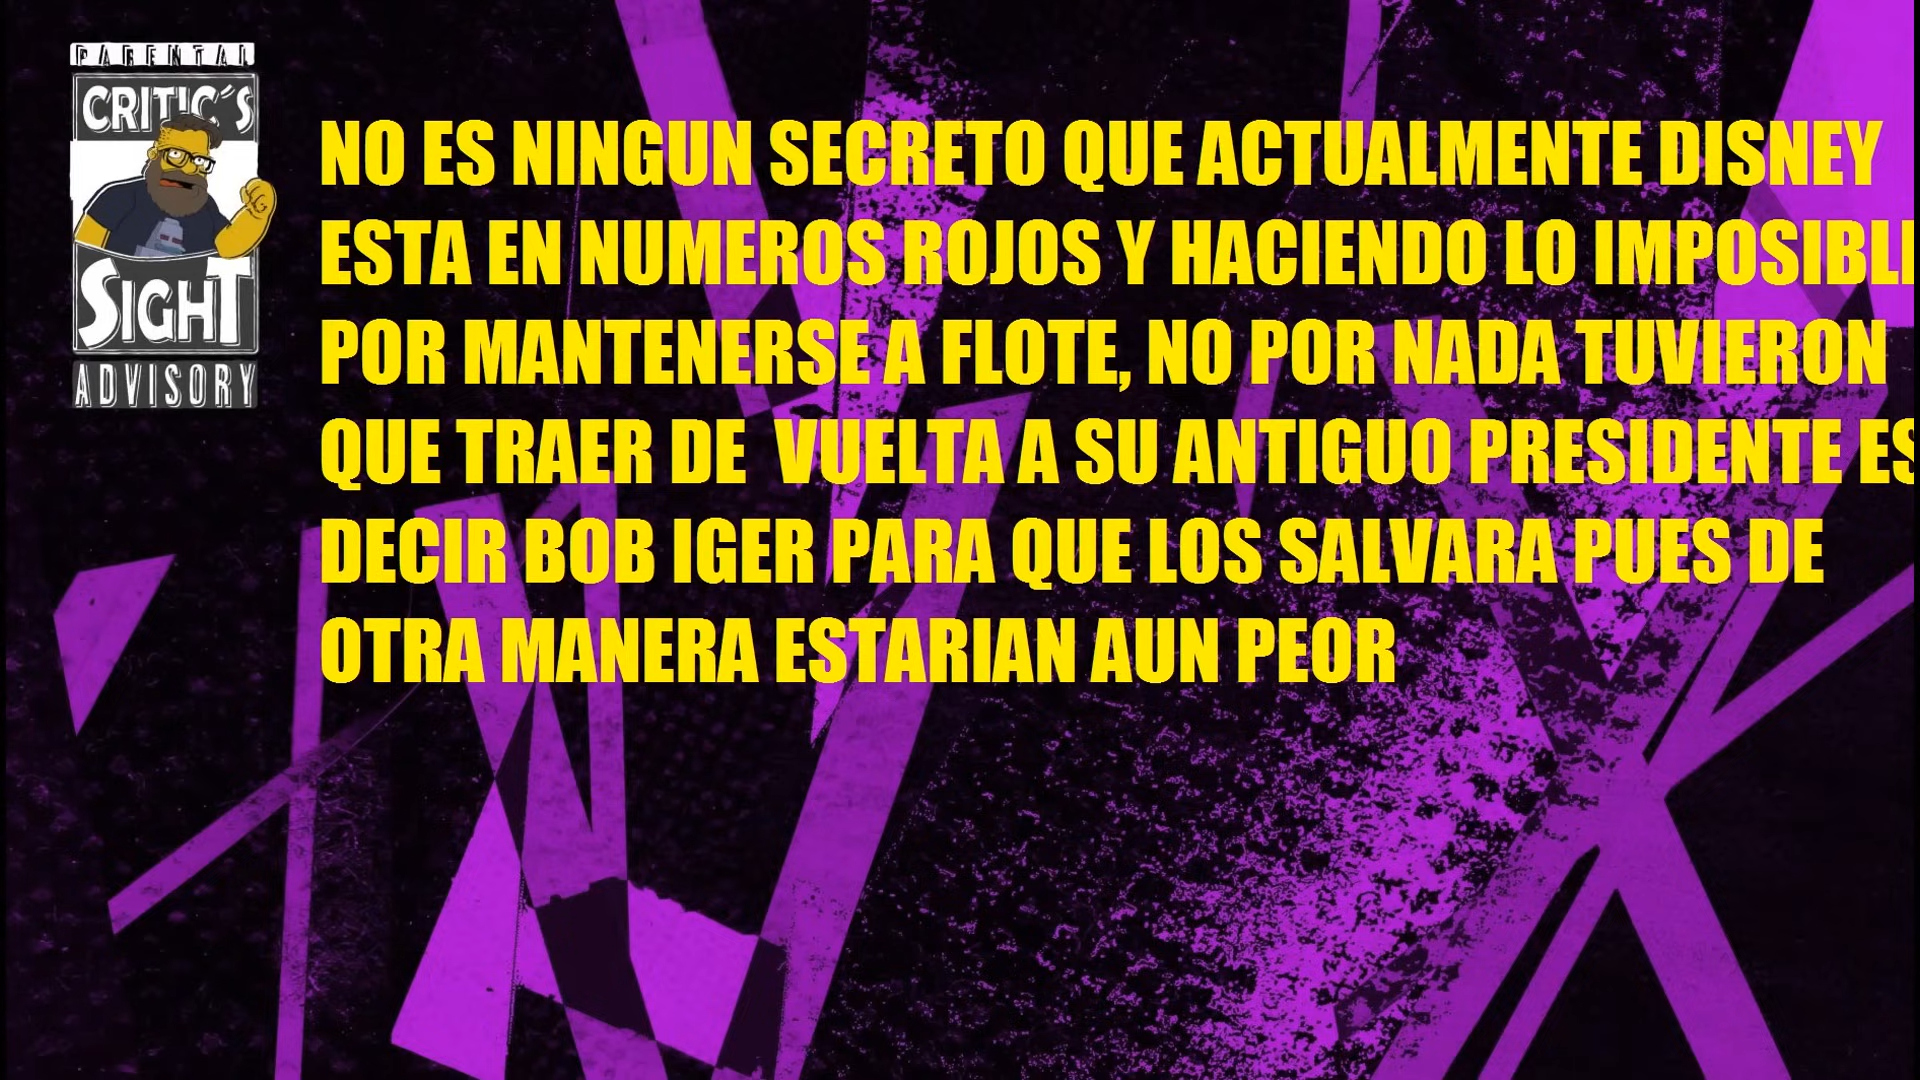 PARENTAL
CRITIC´S
SIGHT
ADVISORY
NO ES NINGUN SECRETO QUE ACTUALMENTE DISNEY
ESTA EN NUMEROS ROJOS Y HACIENDO LO IMPOSIBLE
POR MANTENERSE A FLOTE, NO POR NADA TUVIERON
QUE TRAER DE  VUELTA A SU ANTIGUO PRESIDENTE ES
DECIR BOB IGER PARA QUE LOS SALVARA PUES DE
OTRA MANERA ESTARIAN AUN PEOR